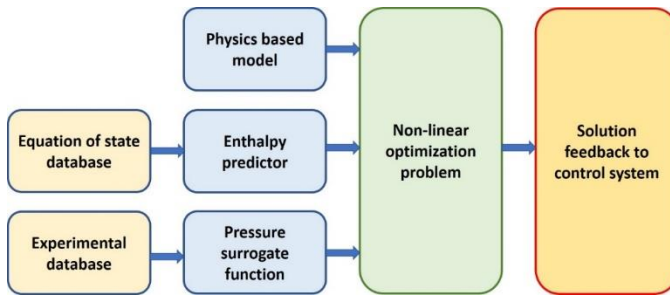 Physics based
model
Equation of state
database
Enthalpy
predictor
Non-linear
optimization
problem
Solution
feedback to
control system
Experimental
database
Pressure
surrogate
function